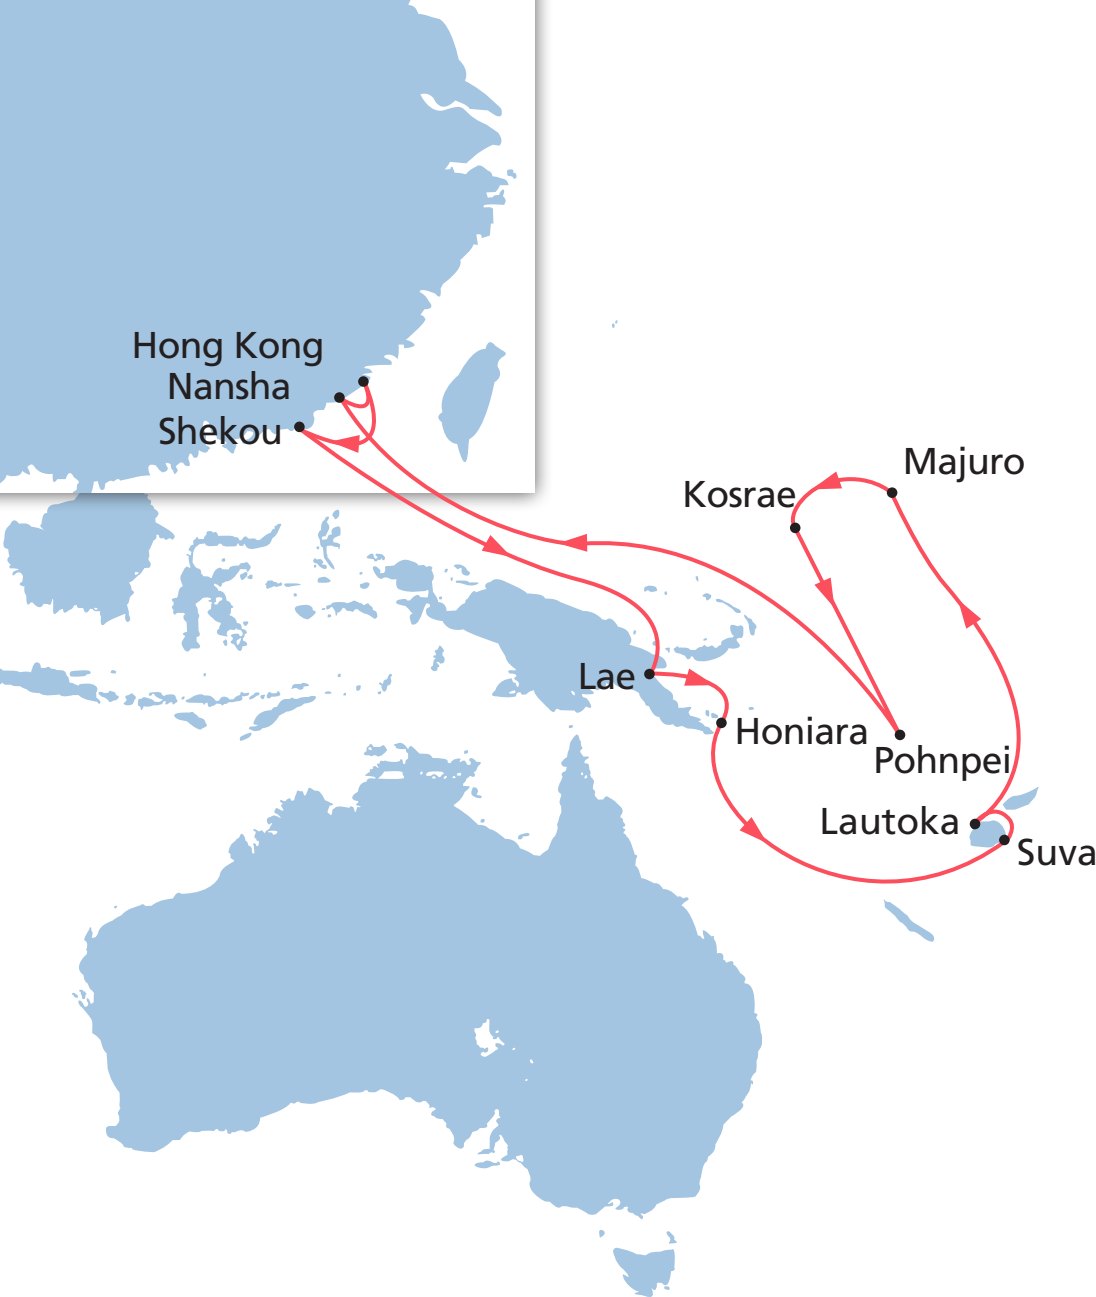 Hong Kong
Nansha
Shekou
Majuro
Kosrae
Lae
Honiara
Pohnpei
Lautoka
Suva